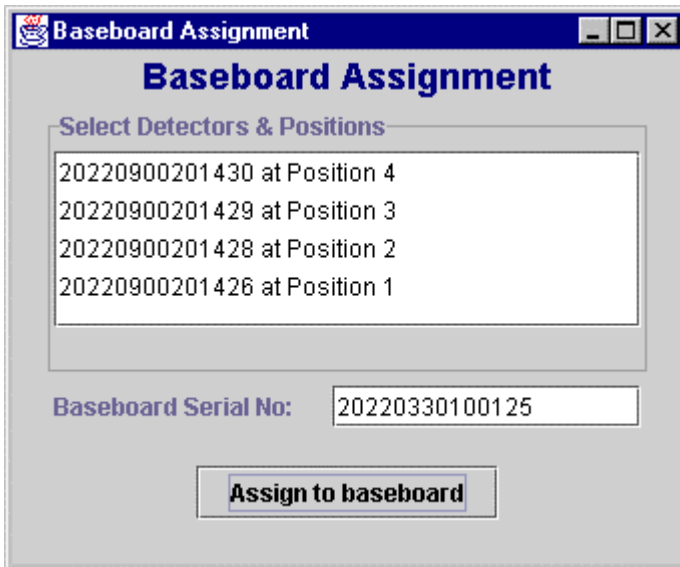 Baseboard Assignment
Baseboard Assignment
Select Detectors & Positions
20220900201430 at Position 4
20220900201429 at Position 3
20220900201428 at Position 2
20220900201426 at Position 1
Baseboard Serial No: 20220330100125
Assign to baseboard